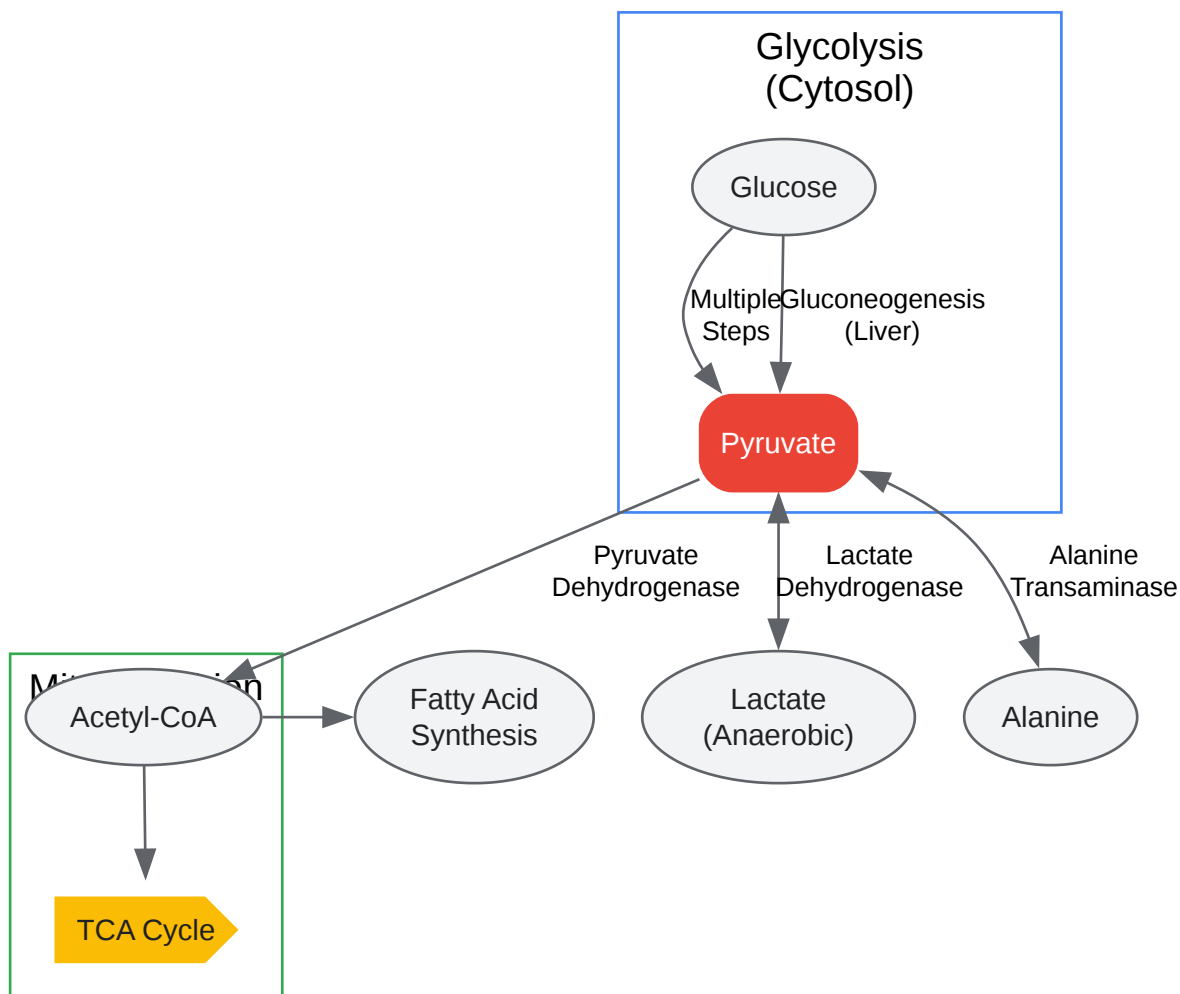 Glycolysis
(Cytosol)
Glucose
Multiple
Steps
Gluconeogenesis
(Liver)
Pyruvate
Pyruvate
Dehydrogenase
Lactate
Dehydrogenase
Alanine
Transaminase
Acetyl-CoA
Fatty Acid
Synthesis
Lactate
(Anaerobic)
Alanine
TCA Cycle